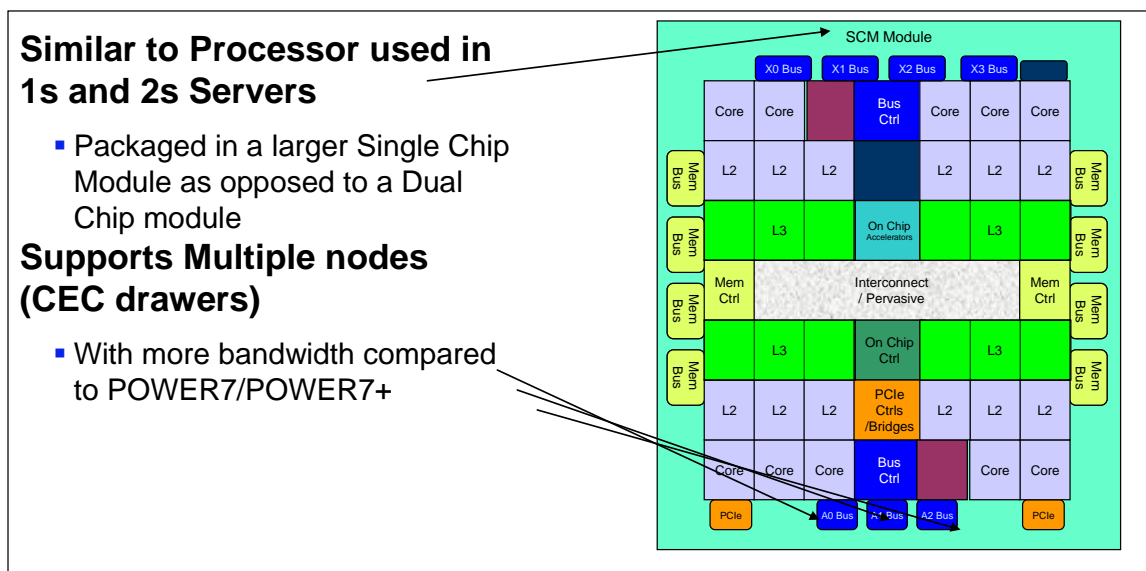 Similar to Processor used in
1s and 2s Servers
▪ Packaged in a larger Single Chip
Module as opposed to a Dual
Chip module
Supports Multiple nodes
(CEC drawers)
▪ With more bandwidth compared
to POWER7/POWER7+
SCM Module
X0 Bus X1 Bus X2 Bus X3 Bus
Core Core Bus Ctrl Core Core Core
L2 L2 L2 L2 L2 L2
Mem Bus Mem Bus
L3 On Chip Accelerators L3
Mem Bus Mem Bus
Mem Ctrl Interconnect / Pervasive Mem Ctrl
Mem Bus Mem Bus
L3 On Chip Ctrl L3
Mem Bus Mem Bus
L2 L2 L2 PCIe Ctrls /Bridges L2 L2 L2
Core Core Core Bus Ctrl Core Core
PCIe A0 Bus A1 Bus A2 Bus PCIe